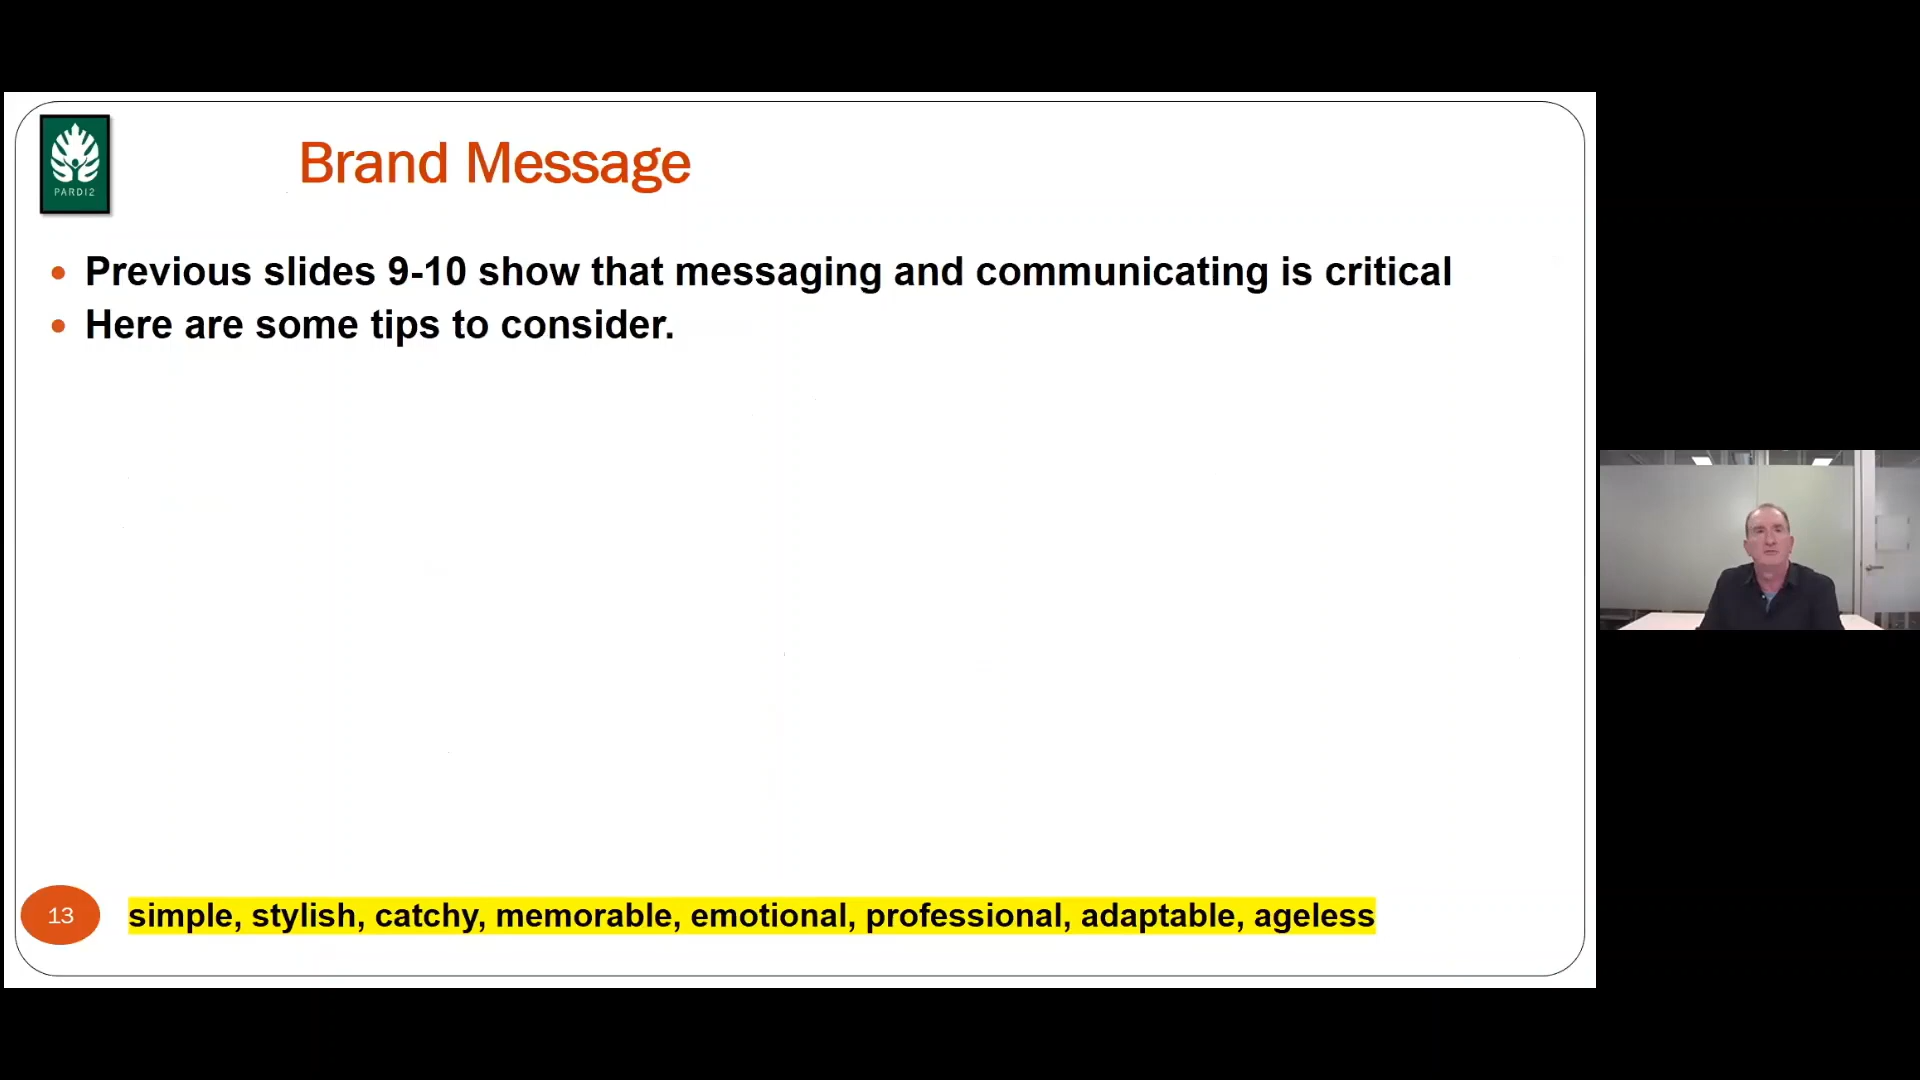 PARDI2
Brand Message
• Previous slides 9-10 show that messaging and communicating is critical
• Here are some tips to consider.
13
simple, stylish, catchy, memorable, emotional, professional, adaptable, ageless